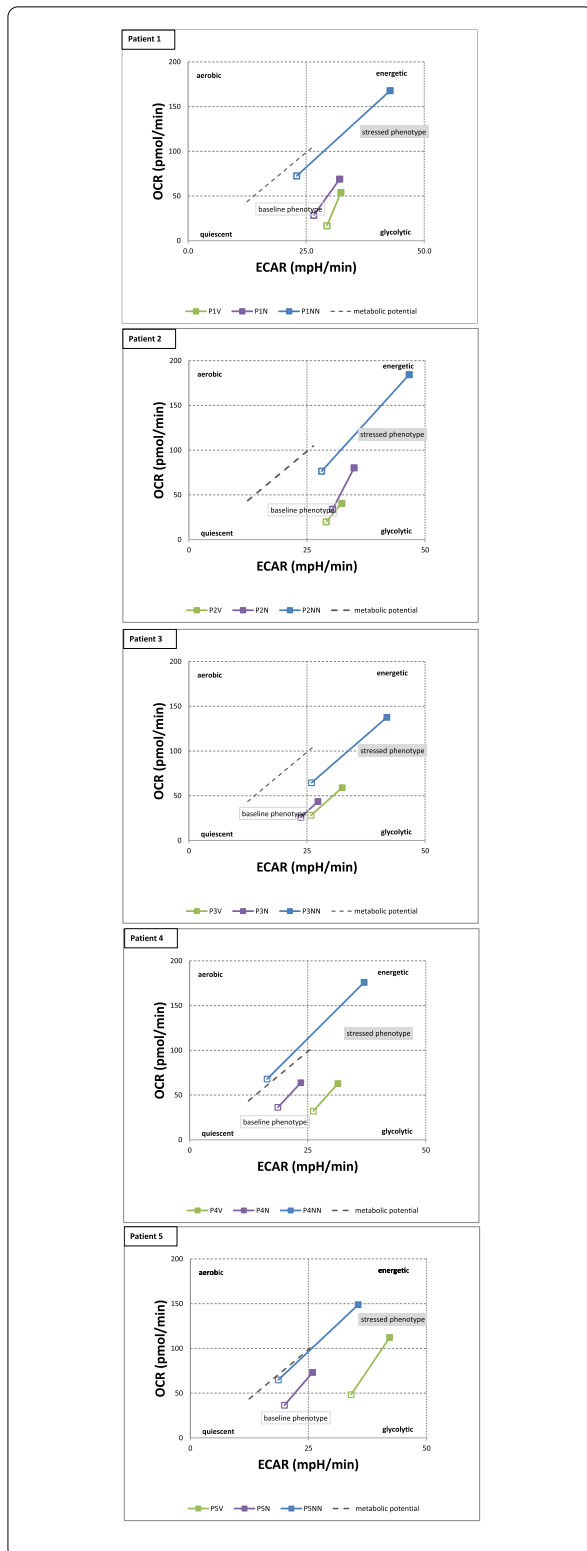 Patient 1
200
aerobic
energetic
150
stressed phenotype
100
OCR (pmol/min)
50
baseline phenotype
quiescent
glycolytic
0
0.0
25.0
50.0
ECAR (mpH/min)
P1V P1N P1NN metabolic potential
Patient 2
200
aerobic
energetic
150
stressed phenotype
100
OCR (pmol/min)
50
baseline phenotype
quiescent
glycolytic
0
0
25
50
ECAR (mpH/min)
P2V P2N P2NN metabolic potential
Patient 3
200
aerobic
energetic
150
stressed phenotype
100
OCR (pmol/min)
50
baseline phenotype
quiescent
glycolytic
0
0
25
50
ECAR (mpH/min)
P3V P3N P3NN metabolic potential
Patient 4
200
aerobic
energetic
150
stressed phenotype
100
OCR (pmol/min)
50
baseline phenotype
quiescent
glycolytic
0
0
25
50
ECAR (mpH/min)
P4V P4N P4NN metabolic potential
Patient 5
200
aerobic
energetic
150
stressed phenotype
100
OCR (pmol/min)
50
baseline phenotype
quiescent
glycolytic
0
0
25
50
ECAR (mpH/min)
P5V P5N P5NN metabolic potential